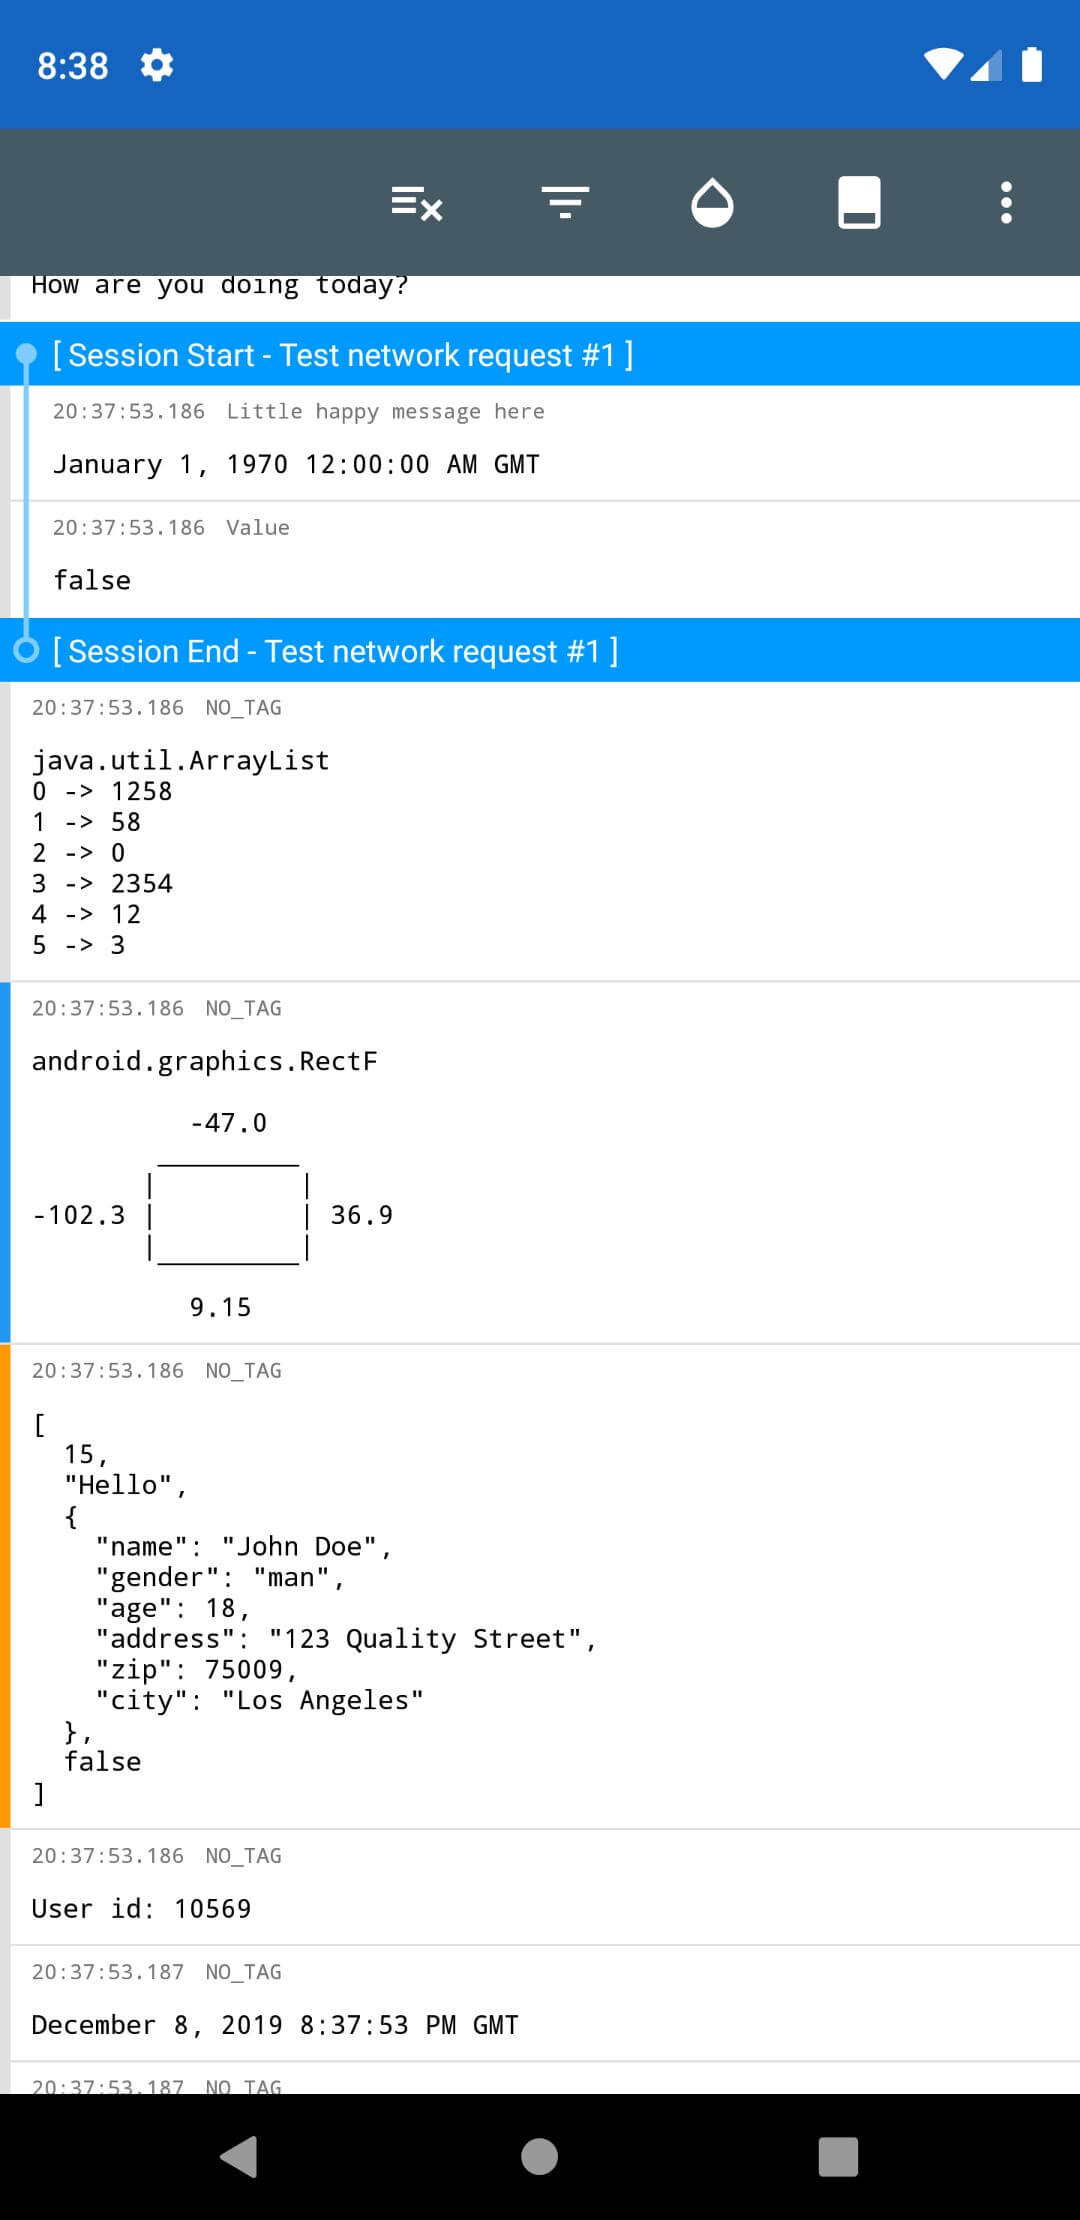 8:38
How are you doing today?
[ Session Start - Test network request #1 ]
20:37:53.186 Little happy message here
January 1, 1970 12:00:00 AM GMT
20:37:53.186 Value
false
[ Session End - Test network request #1 ]
20:37:53.186 NO_TAG
java.util.ArrayList
0 -> 1258
1 -> 58
2 -> 0
3 -> 2354
4 -> 12
5 -> 3
20:37:53.186 NO_TAG
android.graphics.RectF
-47.0
-102.3 36.9
9.15
20:37:53.186 NO_TAG
[
15,
"Hello",
{
"name": "John Doe",
"gender": "man",
"age": 18,
"address": "123 Quality Street",
"zip": 75009,
"city": "Los Angeles"
},
false
]
20:37:53.186 NO_TAG
User id: 10569
20:37:53.187 NO_TAG
December 8, 2019 8:37:53 PM GMT
20:37:53.187 NO_TAG